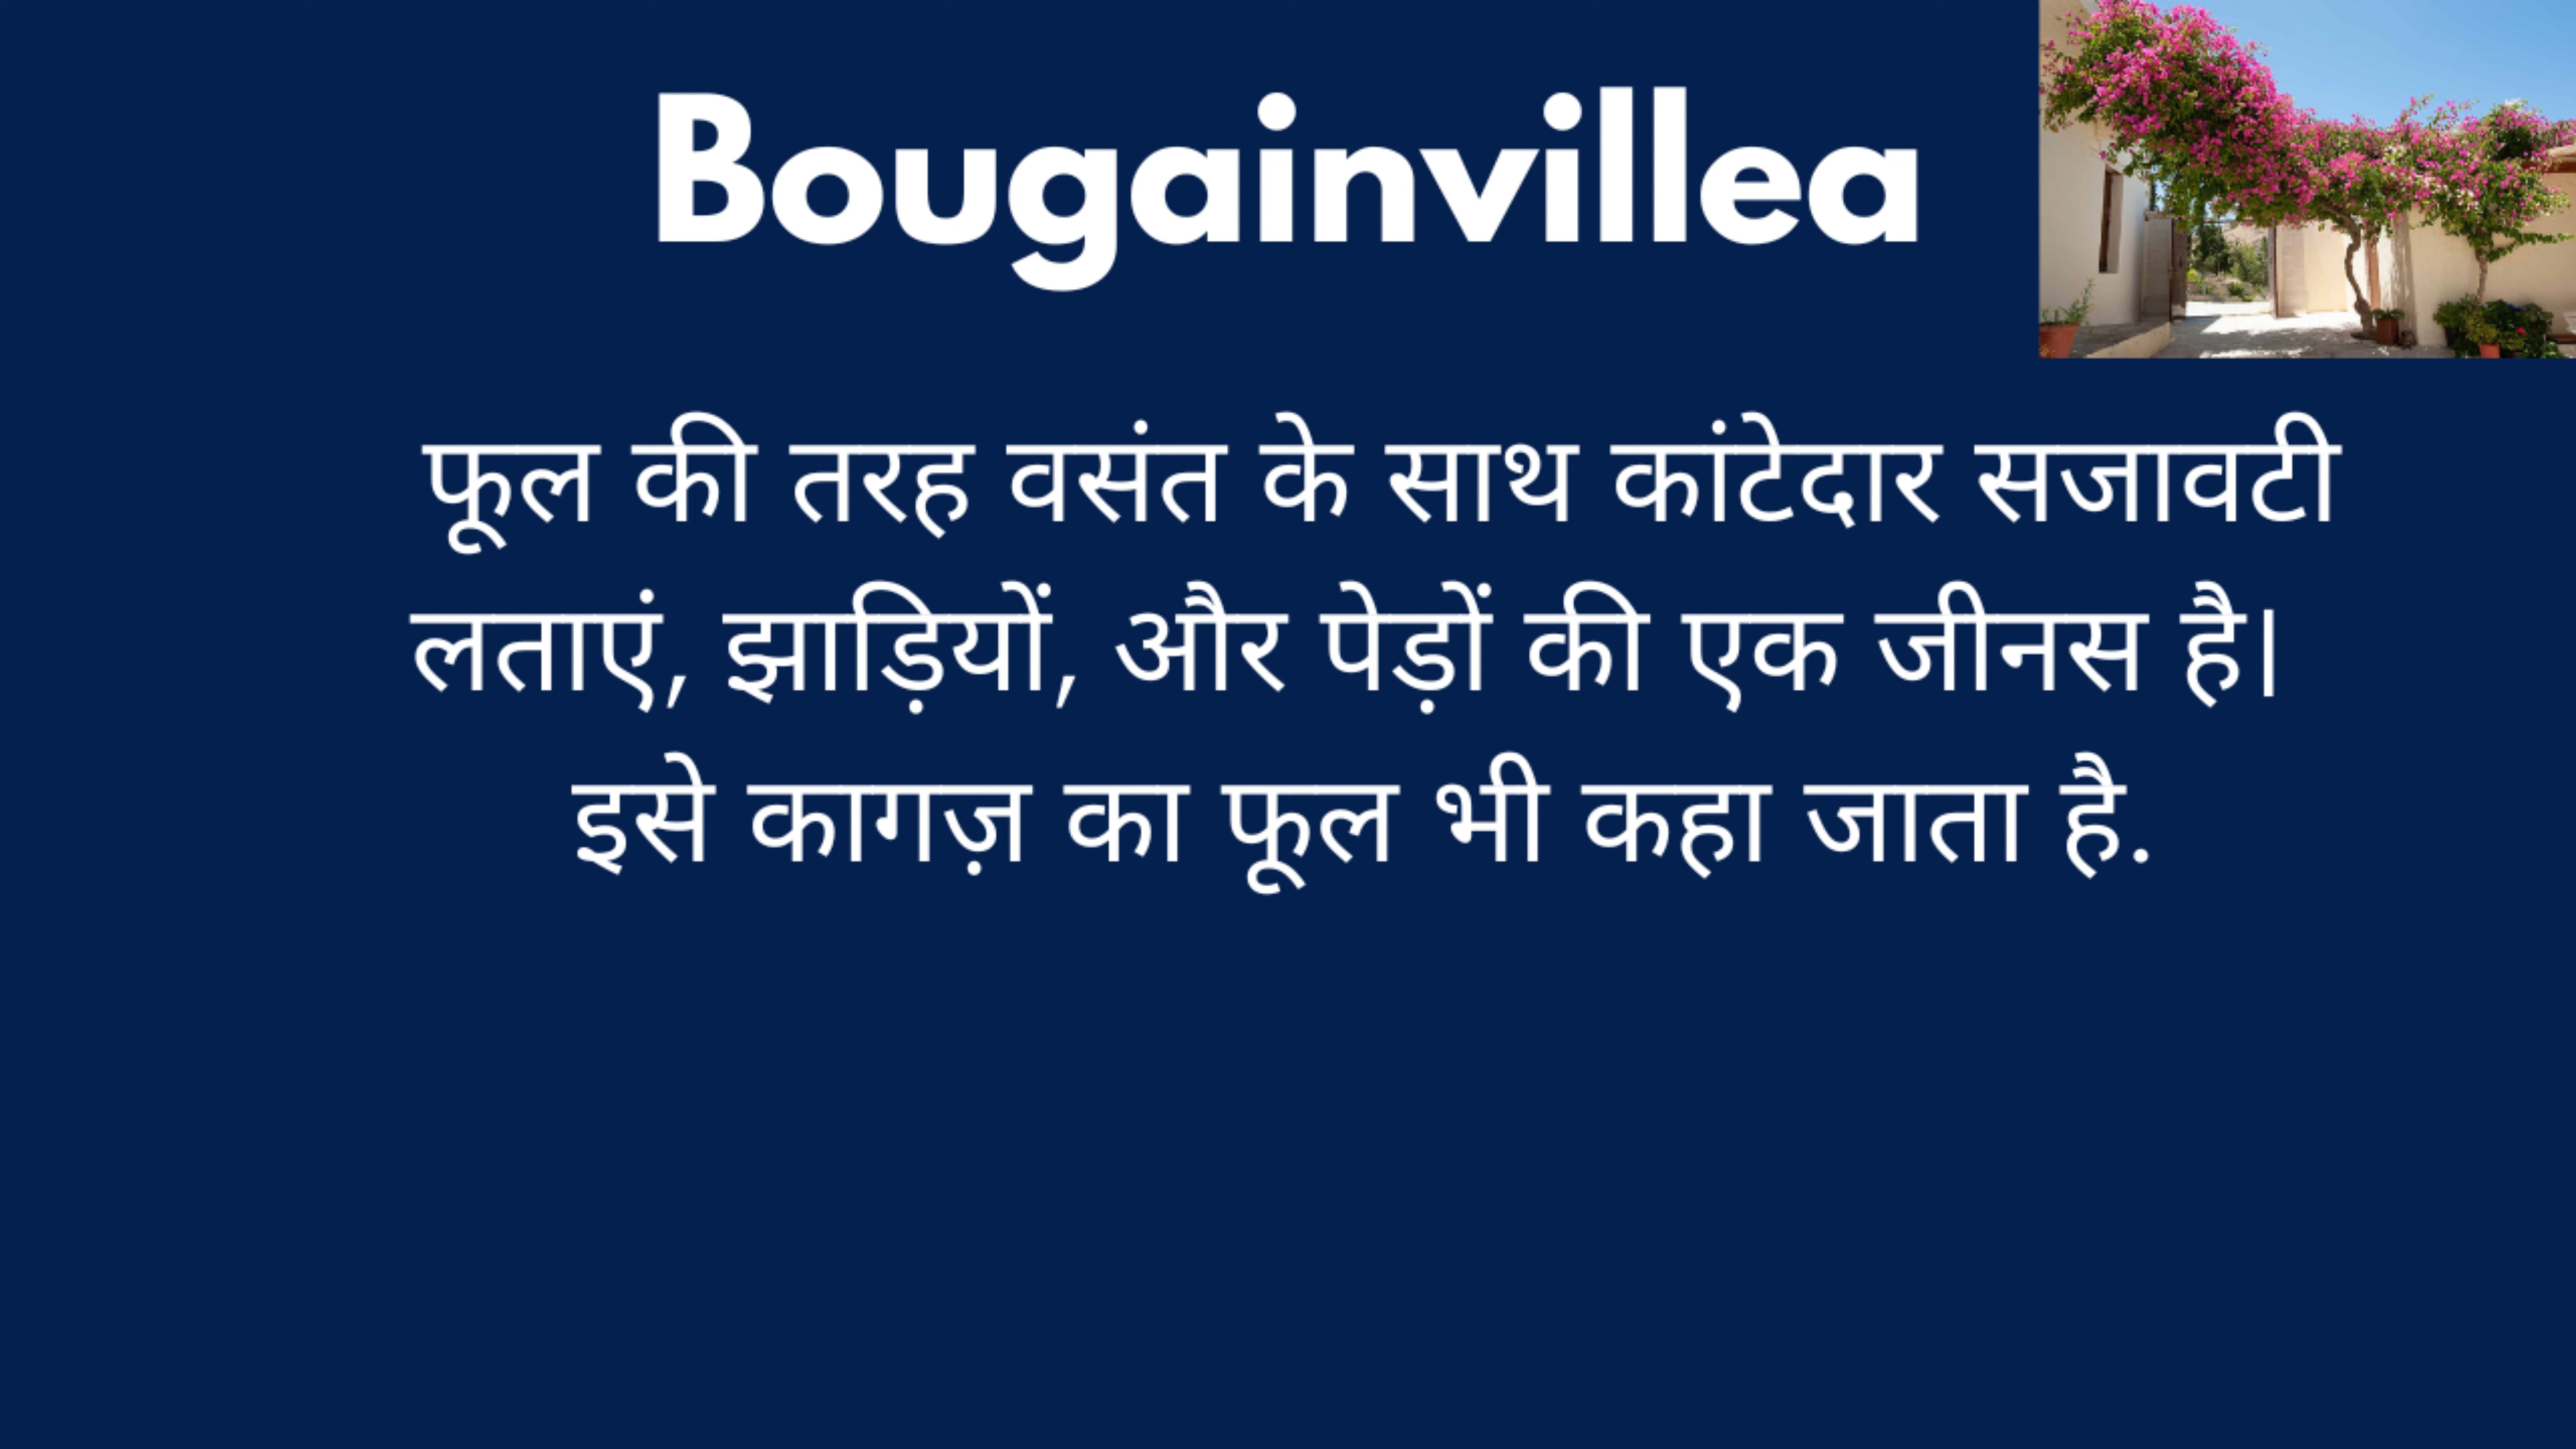 Bougainvillea
फूल की तरह वसंत के साथ कांटेदार सजावटी
लताएं, झाड़ियों, और पेड़ों की एक जीनस है।
इसे कागज़ का फूल भी कहा जाता है.